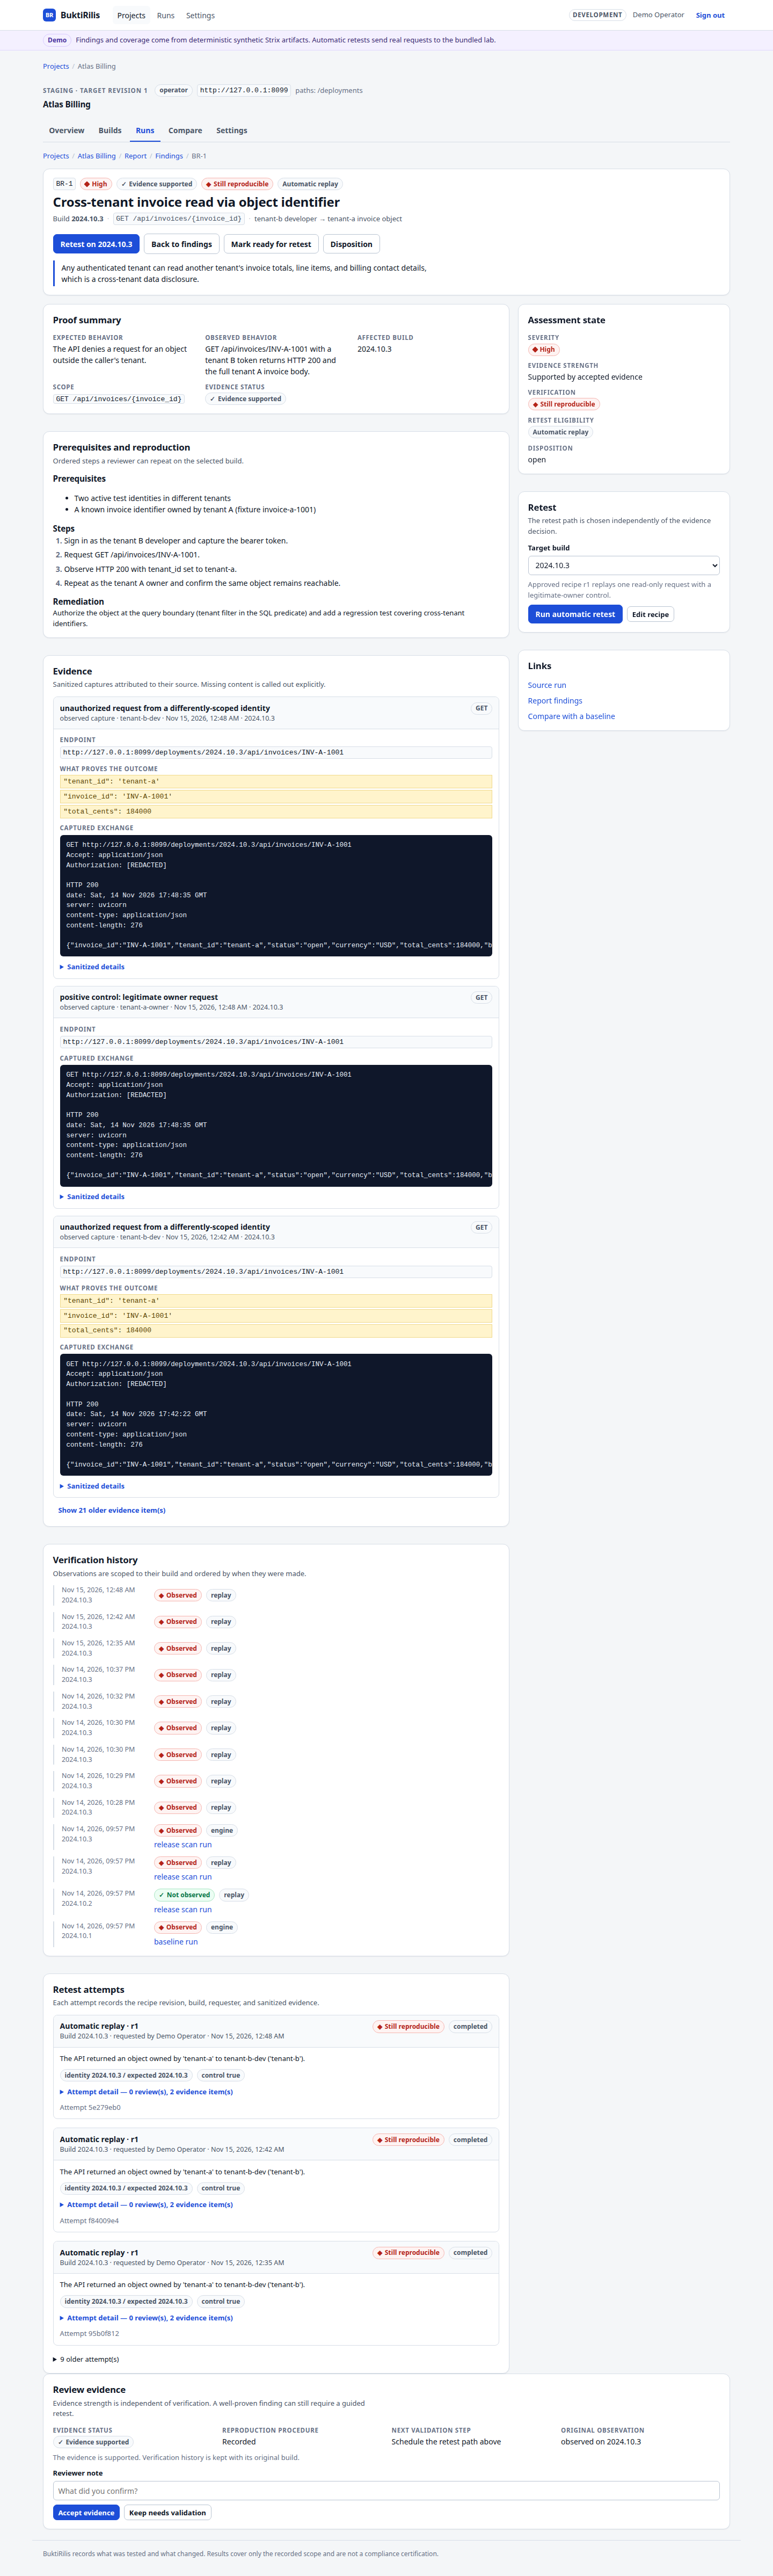 BR BuktiRilis Projects Runs Settings DEVELOPMENT Demo Operator Sign out
Demo Findings and coverage come from deterministic synthetic Strix artifacts. Automatic retests send real requests to the bundled lab.
Projects / Atlas Billing
STAGING · TARGET REVISION 1 operator http://127.0.0.1:8099 paths: /deployments
Atlas Billing
Overview Builds Runs Compare Settings
Projects / Atlas Billing / Report / Findings / BR-1
BR-1 ◆ High ✓ Evidence supported ◆ Still reproducible Automatic replay
Cross-tenant invoice read via object identifier
Build 2024.10.3 · GET /api/invoices/{invoice_id} · tenant-b developer → tenant-a invoice object
Retest on 2024.10.3 Back to findings Mark ready for retest Disposition
Any authenticated tenant can read another tenant's invoice totals, line items, and billing contact details,
which is a cross-tenant data disclosure.
Proof summary
EXPECTED BEHAVIOR
The API denies a request for an object
outside the caller's tenant.
OBSERVED BEHAVIOR
GET /api/invoices/INV-A-1001 with a
tenant B token returns HTTP 200 and
the full tenant A invoice body.
AFFECTED BUILD
2024.10.3
SCOPE
GET /api/invoices/{invoice_id}
EVIDENCE STATUS
✓ Evidence supported
Assessment state
SEVERITY
◆ High
EVIDENCE STRENGTH
Supported by accepted evidence
VERIFICATION
◆ Still reproducible
RETEST ELIGIBILITY
Automatic replay
DISPOSITION
open
Prerequisites and reproduction
Ordered steps a reviewer can repeat on the selected build.
Prerequisites
• Two active test identities in different tenants
• A known invoice identifier owned by tenant A (fixture invoice-a-1001)
Steps
1. Sign in as the tenant B developer and capture the bearer token.
2. Request GET /api/invoices/INV-A-1001.
3. Observe HTTP 200 with tenant_id set to tenant-a.
4. Repeat as the tenant A owner and confirm the same object remains reachable.
Remediation
Authorize the object at the query boundary (tenant filter in the SQL predicate) and add a regression test covering cross-tenant
identifiers.
Retest
The retest path is chosen independently of the evidence
decision.
Target build
2024.10.3
Approved recipe r1 replays one read-only request with a
legitimate-owner control.
Run automatic retest Edit recipe
Links
Source run
Report findings
Compare with a baseline
Evidence
Sanitized captures attributed to their source. Missing content is called out explicitly.
unauthorized request from a differently-scoped identity GET
observed capture · tenant-b-dev · Nov 15, 2026, 12:48 AM · 2024.10.3
ENDPOINT
http://127.0.0.1:8099/deployments/2024.10.3/api/invoices/INV-A-1001
WHAT PROVES THE OUTCOME
"tenant_id": 'tenant-a'
"invoice_id": 'INV-A-1001'
"total_cents": 184000
CAPTURED EXCHANGE
GET http://127.0.0.1:8099/deployments/2024.10.3/api/invoices/INV-A-1001
Accept: application/json
Authorization: [REDACTED]
HTTP 200
date: Sat, 14 Nov 2026 17:48:35 GMT
server: uvicorn
content-type: application/json
content-length: 276
{"invoice_id":"INV-A-1001","tenant_id":"tenant-a","status":"open","currency":"USD","total_cents":184000,"b
▶ Sanitized details
positive control: legitimate owner request GET
observed capture · tenant-a-owner · Nov 15, 2026, 12:48 AM · 2024.10.3
ENDPOINT
http://127.0.0.1:8099/deployments/2024.10.3/api/invoices/INV-A-1001
CAPTURED EXCHANGE
GET http://127.0.0.1:8099/deployments/2024.10.3/api/invoices/INV-A-1001
Accept: application/json
Authorization: [REDACTED]
HTTP 200
date: Sat, 14 Nov 2026 17:48:35 GMT
server: uvicorn
content-type: application/json
content-length: 276
{"invoice_id":"INV-A-1001","tenant_id":"tenant-a","status":"open","currency":"USD","total_cents":184000,"b
▶ Sanitized details
unauthorized request from a differently-scoped identity GET
observed capture · tenant-b-dev · Nov 15, 2026, 12:42 AM · 2024.10.3
ENDPOINT
http://127.0.0.1:8099/deployments/2024.10.3/api/invoices/INV-A-1001
WHAT PROVES THE OUTCOME
"tenant_id": 'tenant-a'
"invoice_id": 'INV-A-1001'
"total_cents": 184000
CAPTURED EXCHANGE
GET http://127.0.0.1:8099/deployments/2024.10.3/api/invoices/INV-A-1001
Accept: application/json
Authorization: [REDACTED]
HTTP 200
date: Sat, 14 Nov 2026 17:42:22 GMT
server: uvicorn
content-type: application/json
content-length: 276
{"invoice_id":"INV-A-1001","tenant_id":"tenant-a","status":"open","currency":"USD","total_cents":184000,"b
▶ Sanitized details
Show 21 older evidence item(s)
Verification history
Observations are scoped to their build and ordered by when they were made.
Nov 15, 2026, 12:48 AM ◆ Observed replay
2024.10.3
Nov 15, 2026, 12:42 AM ◆ Observed replay
2024.10.3
Nov 15, 2026, 12:35 AM ◆ Observed replay
2024.10.3
Nov 14, 2026, 10:37 PM ◆ Observed replay
2024.10.3
Nov 14, 2026, 10:32 PM ◆ Observed replay
2024.10.3
Nov 14, 2026, 10:30 PM ◆ Observed replay
2024.10.3
Nov 14, 2026, 10:30 PM ◆ Observed replay
2024.10.3
Nov 14, 2026, 10:29 PM ◆ Observed replay
2024.10.3
Nov 14, 2026, 10:28 PM ◆ Observed replay
2024.10.3
Nov 14, 2026, 09:57 PM ◆ Observed engine
2024.10.3
release scan run
Nov 14, 2026, 09:57 PM ◆ Observed replay
2024.10.3
release scan run
Nov 14, 2026, 09:57 PM ✓ Not observed replay
2024.10.2
release scan run
Nov 14, 2026, 09:57 PM ◆ Observed engine
2024.10.1
baseline run
Retest attempts
Each attempt records the recipe revision, build, requester, and sanitized evidence.
Automatic replay · r1 ◆ Still reproducible completed
Build 2024.10.3 · requested by Demo Operator · Nov 15, 2026, 12:48 AM
The API returned an object owned by 'tenant-a' to tenant-b-dev ('tenant-b').
identity 2024.10.3 / expected 2024.10.3 control true
▶ Attempt detail — 0 review(s), 2 evidence item(s)
Attempt 5e279eb0
Automatic replay · r1 ◆ Still reproducible completed
Build 2024.10.3 · requested by Demo Operator · Nov 15, 2026, 12:42 AM
The API returned an object owned by 'tenant-a' to tenant-b-dev ('tenant-b').
identity 2024.10.3 / expected 2024.10.3 control true
▶ Attempt detail — 0 review(s), 2 evidence item(s)
Attempt f84009e4
Automatic replay · r1 ◆ Still reproducible completed
Build 2024.10.3 · requested by Demo Operator · Nov 15, 2026, 12:35 AM
The API returned an object owned by 'tenant-a' to tenant-b-dev ('tenant-b').
identity 2024.10.3 / expected 2024.10.3 control true
▶ Attempt detail — 0 review(s), 2 evidence item(s)
Attempt 95b0f812
▶ 9 older attempt(s)
Review evidence
Evidence strength is independent of verification. A well-proven finding can still require a guided
retest.
EVIDENCE STATUS
✓ Evidence supported
REPRODUCTION PROCEDURE
Recorded
NEXT VALIDATION STEP
Schedule the retest path above
ORIGINAL OBSERVATION
observed on 2024.10.3
The evidence is supported. Verification history is kept with its original build.
Reviewer note
What did you confirm?
Accept evidence Keep needs validation
BuktiRilis records what was tested and what changed. Results cover only the recorded scope and are not a compliance certification.